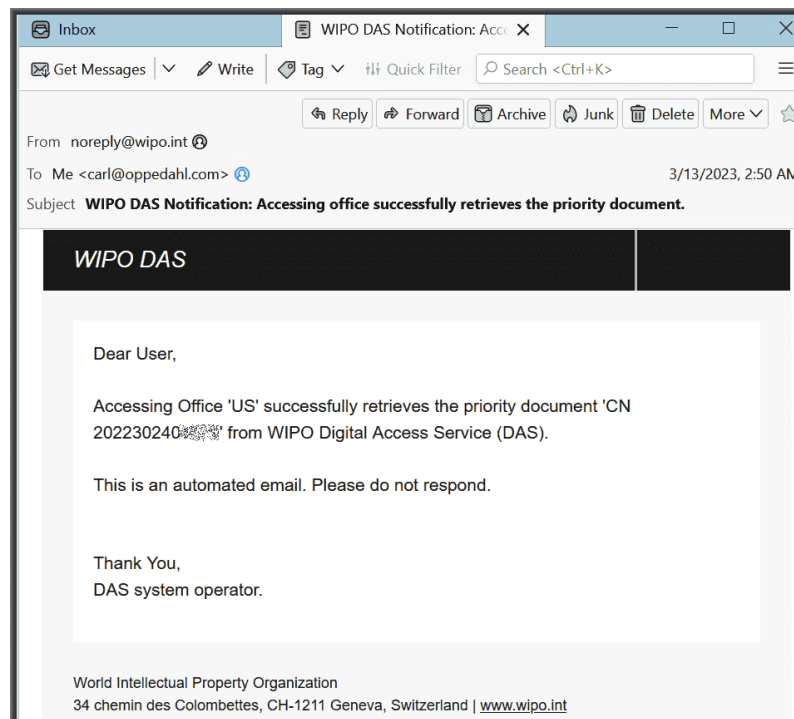 Inbox
WIPO DAS Notification: Acce
Get Messages
Write
Tag
Quick Filter
Search <Ctrl+K>
Reply
Forward
Archive
Junk
Delete
More
From noreply@wipo.int
To Me <carl@oppedahl.com>
3/13/2023, 2:50 AM
Subject WIPO DAS Notification: Accessing office successfully retrieves the priority document.
WIPO DAS
Dear User,
Accessing Office 'US' successfully retrieves the priority document 'CN
202230240 ' from WIPO Digital Access Service (DAS).
This is an automated email. Please do not respond.
Thank You,
DAS system operator.
World Intellectual Property Organization
34 chemin des Colombettes, CH-1211 Geneva, Switzerland | www.wipo.int